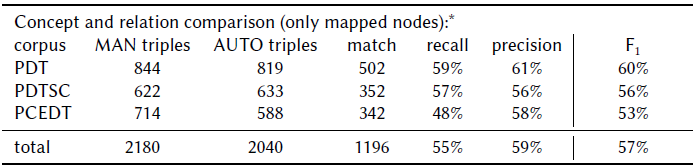 Concept and relation comparison (only mapped nodes):*
corpus MAN triples AUTO triples match recall precision F₁
PDT 844 819 502 59% 61% 60%
PDTSC 622 633 352 57% 56% 56%
PCEDT 714 588 342 48% 58% 53%
total 2180 2040 1196 55% 59% 57%